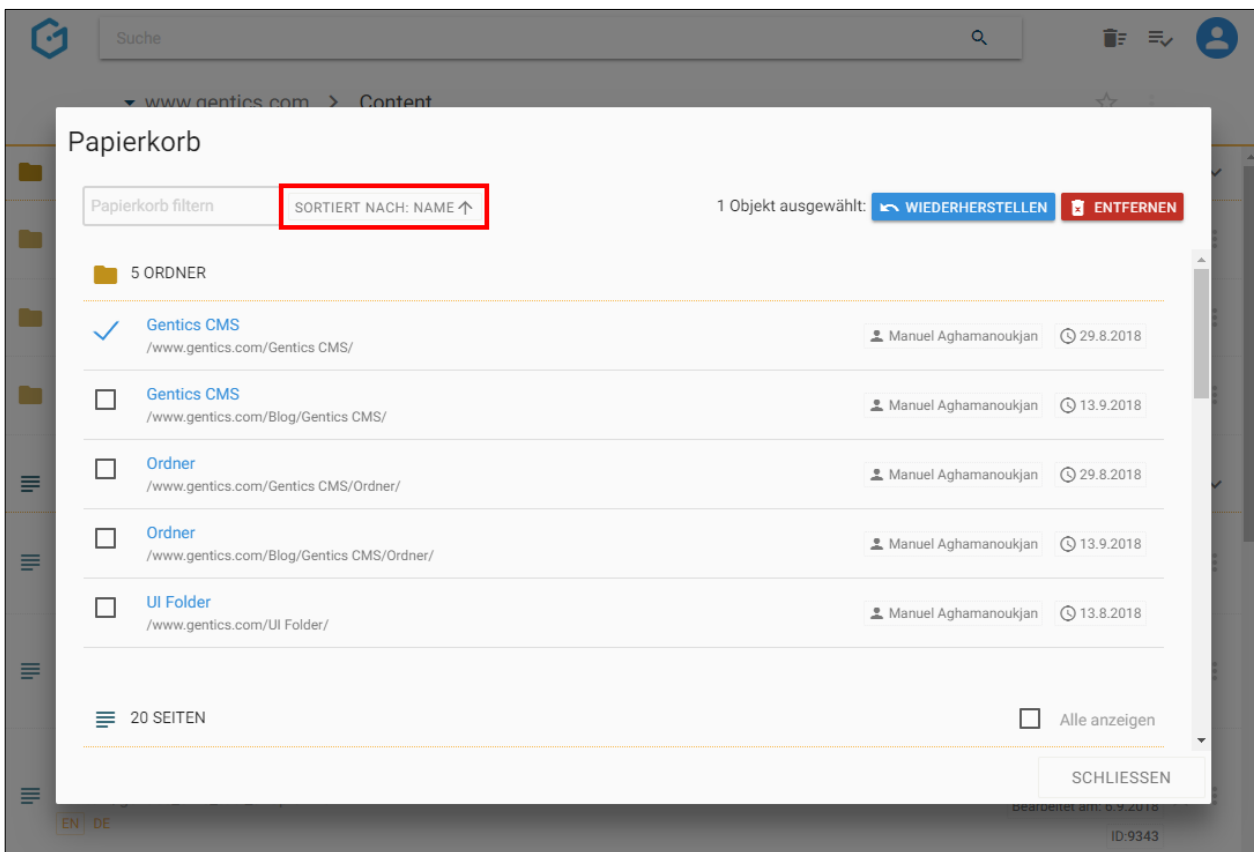 Suche
www.gentics.com > Content
Papierkorb
Papierkorb filtern SORTIERT NACH: NAME 1 Objekt ausgewählt: WIEDERHERSTELLEN ENTFERNEN
5 ORDNER
Gentics CMS
/www.gentics.com/Gentics CMS/
Manuel Aghamanoukjan 29.8.2018
Gentics CMS
/www.gentics.com/Blog/Gentics CMS/
Manuel Aghamanoukjan 13.9.2018
Ordner
/www.gentics.com/Gentics CMS/Ordner/
Manuel Aghamanoukjan 29.8.2018
Ordner
/www.gentics.com/Blog/Gentics CMS/Ordner/
Manuel Aghamanoukjan 13.9.2018
UI Folder
/www.gentics.com/UI Folder/
Manuel Aghamanoukjan 13.8.2018
20 SEITEN Alle anzeigen
SCHLIESSEN
Bearbeitet am: 6.9.2018
EN DE
ID:9343